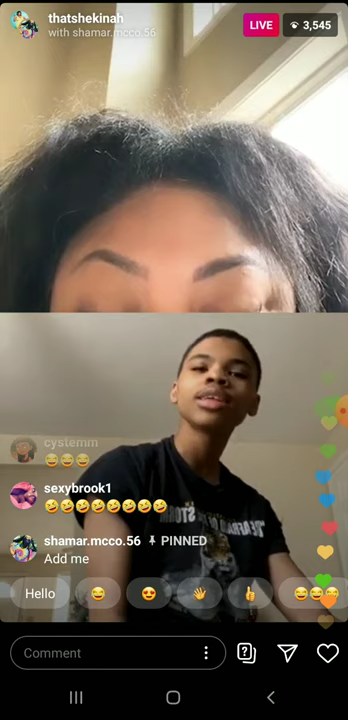 thatshekinah
with shamar.mcco.56
LIVE
3,545
cystemm
😂😂😂
sexybrook1
🤣🤣🤣🤣🤣🤣🤣🤣🤣
shamar.mcco.56 PINNED
Add me
Hello
Comment